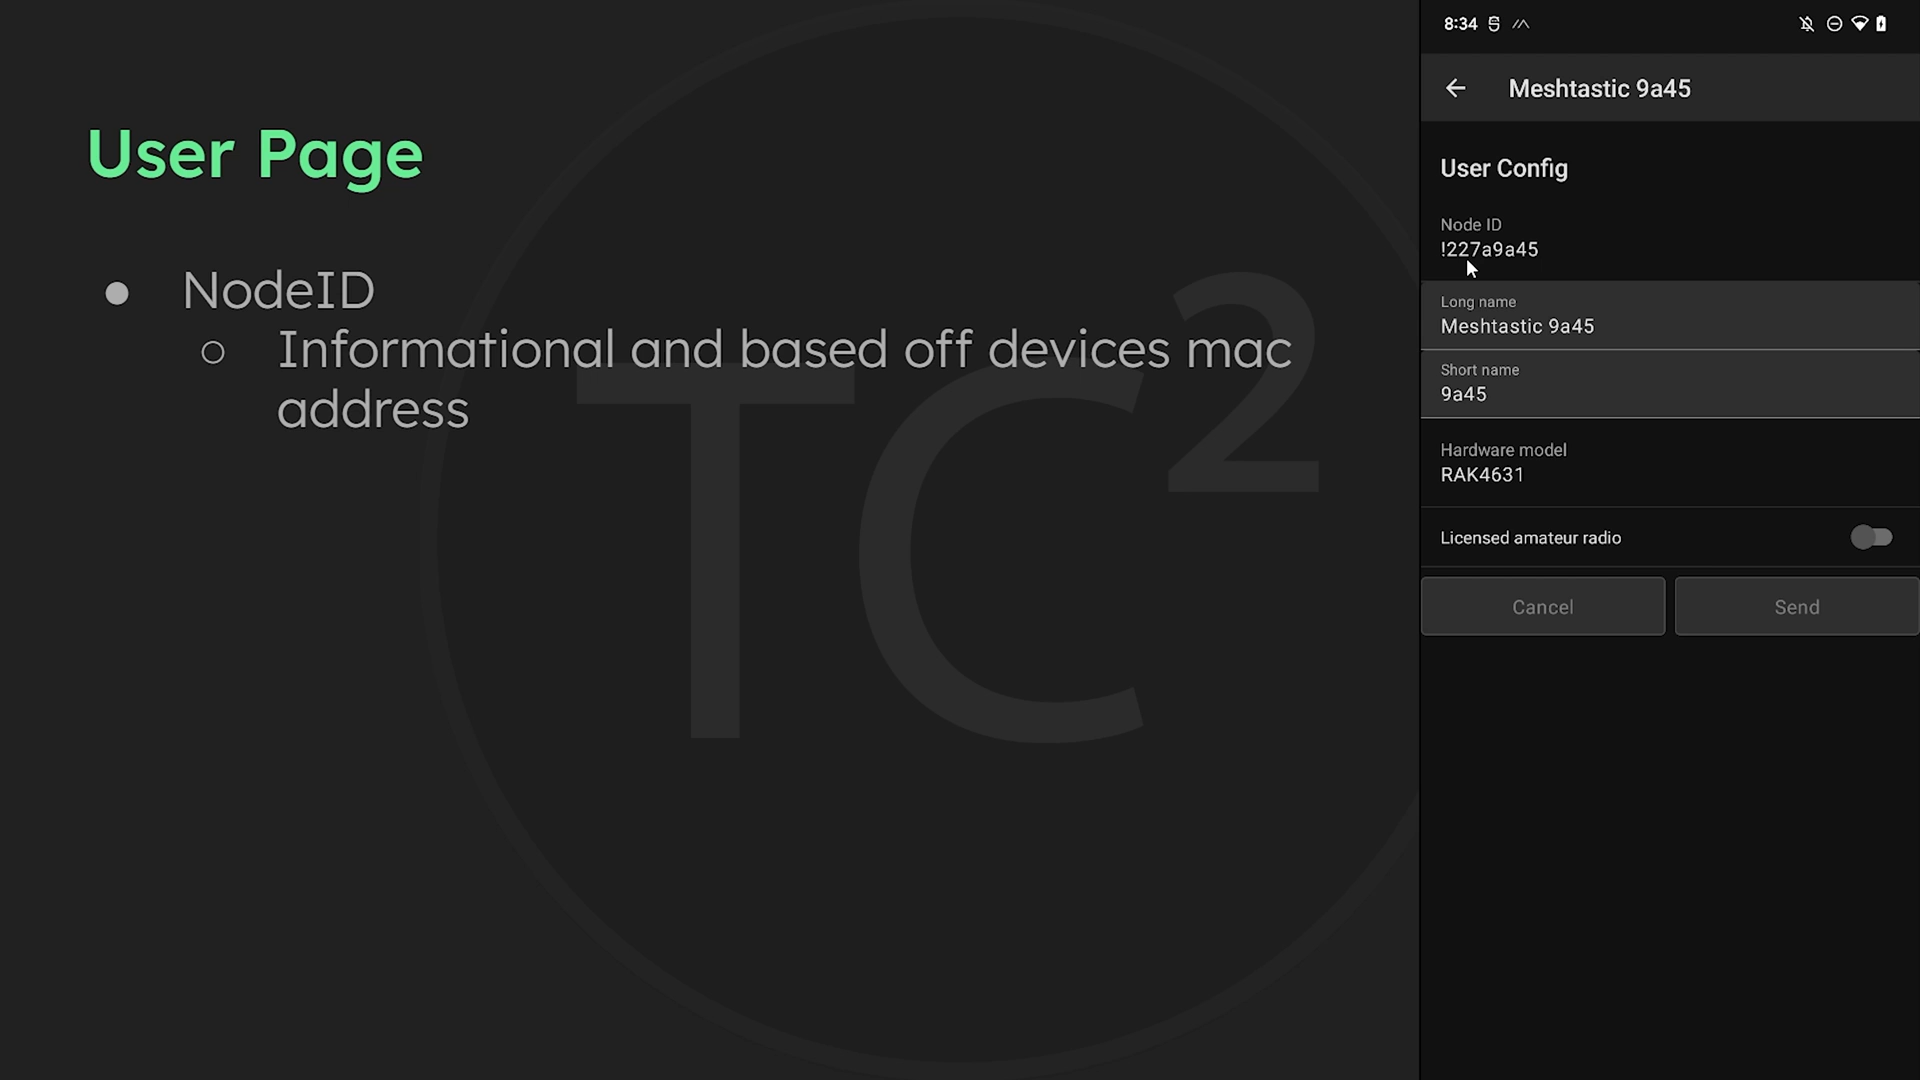 User Page
● NodeID
○ Informational and based off devices mac
address
TC²
8:34
Meshtastic 9a45
User Config
Node ID
!227a9a45
Long name
Meshtastic 9a45
Short name
9a45
Hardware model
RAK4631
Licensed amateur radio
Cancel
Send